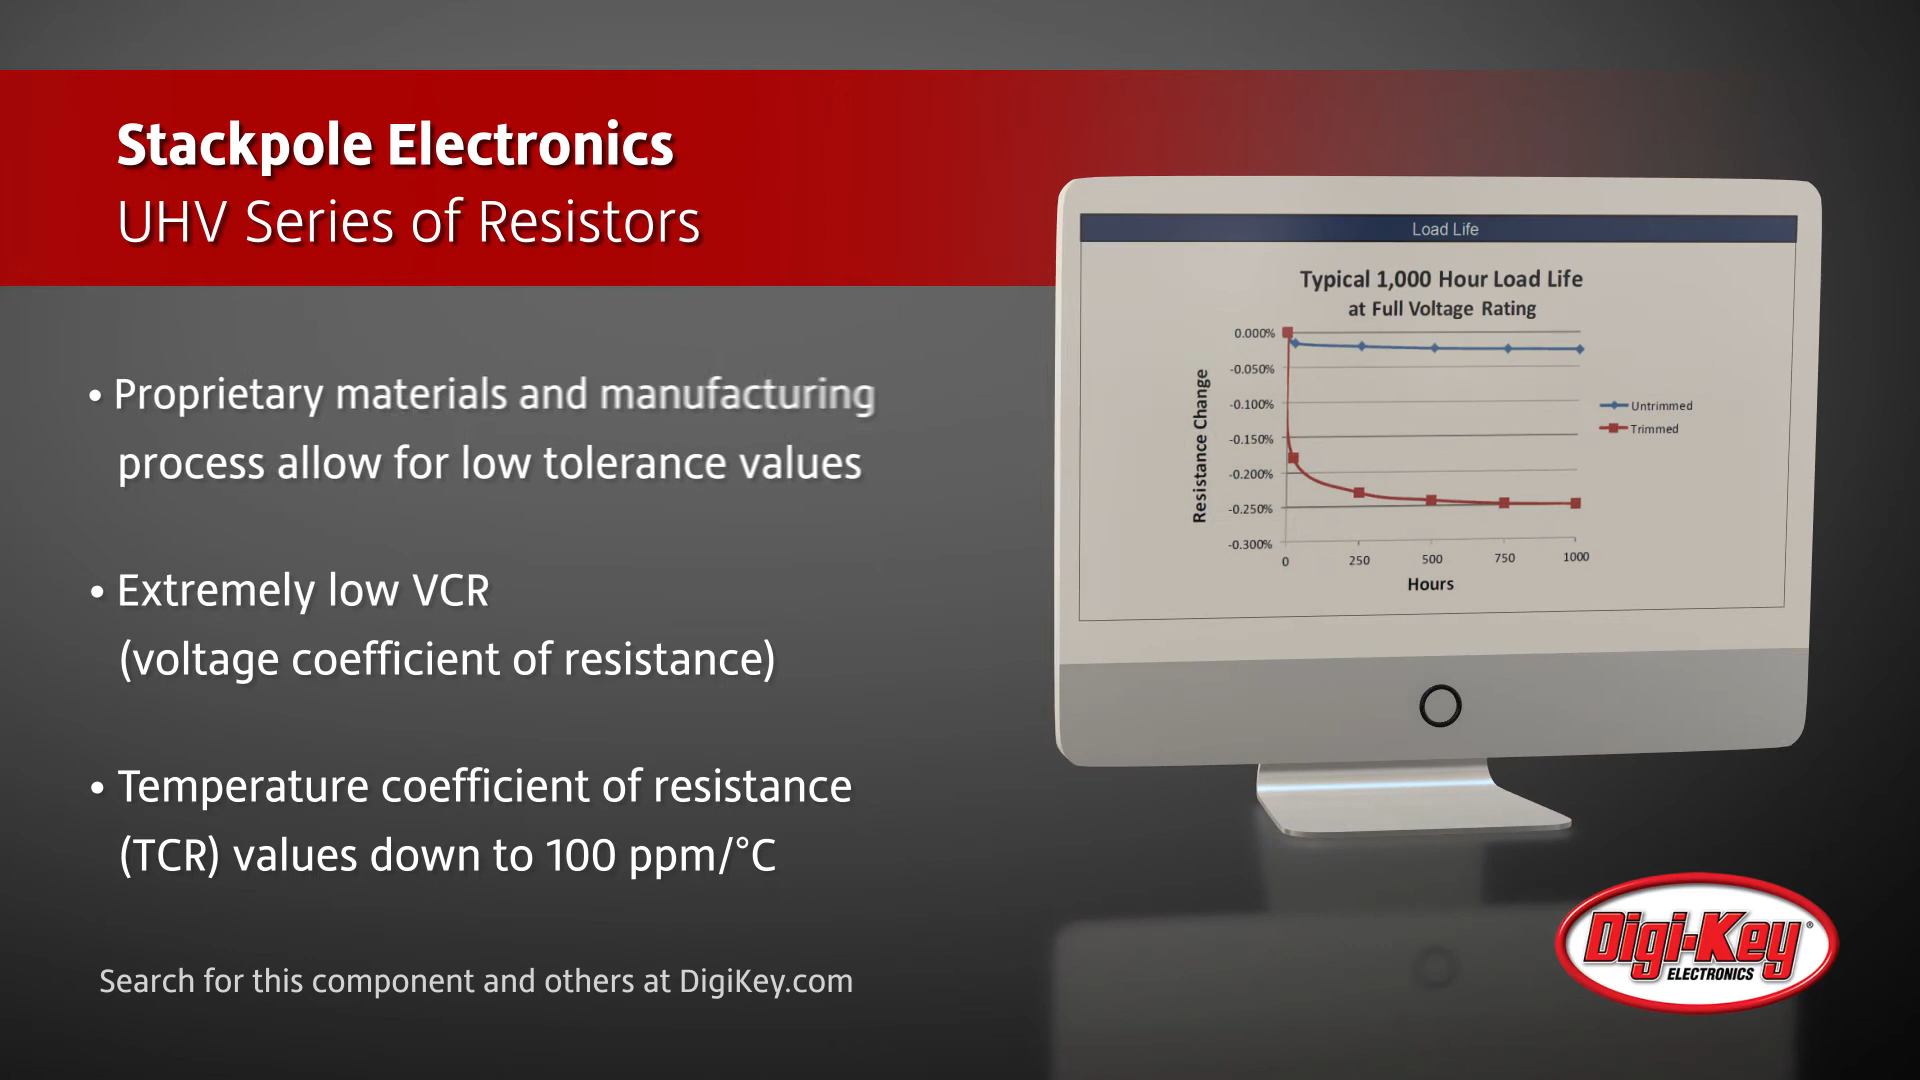 Stackpole Electronics
UHV Series of Resistors
• Proprietary materials and manufacturing
process allow for low tolerance values
• Extremely low VCR
(voltage coefficient of resistance)
• Temperature coefficient of resistance
(TCR) values down to 100 ppm/°C
Search for this component and others at DigiKey.com
Load Life
Typical 1,000 Hour Load Life
at Full Voltage Rating
Resistance Change
0.000%
-0.050%
-0.100%
-0.150%
-0.200%
-0.250%
-0.300%
0 250 500 750 1000
Hours
Untrimmed
Trimmed
Digi-Key®
ELECTRONICS